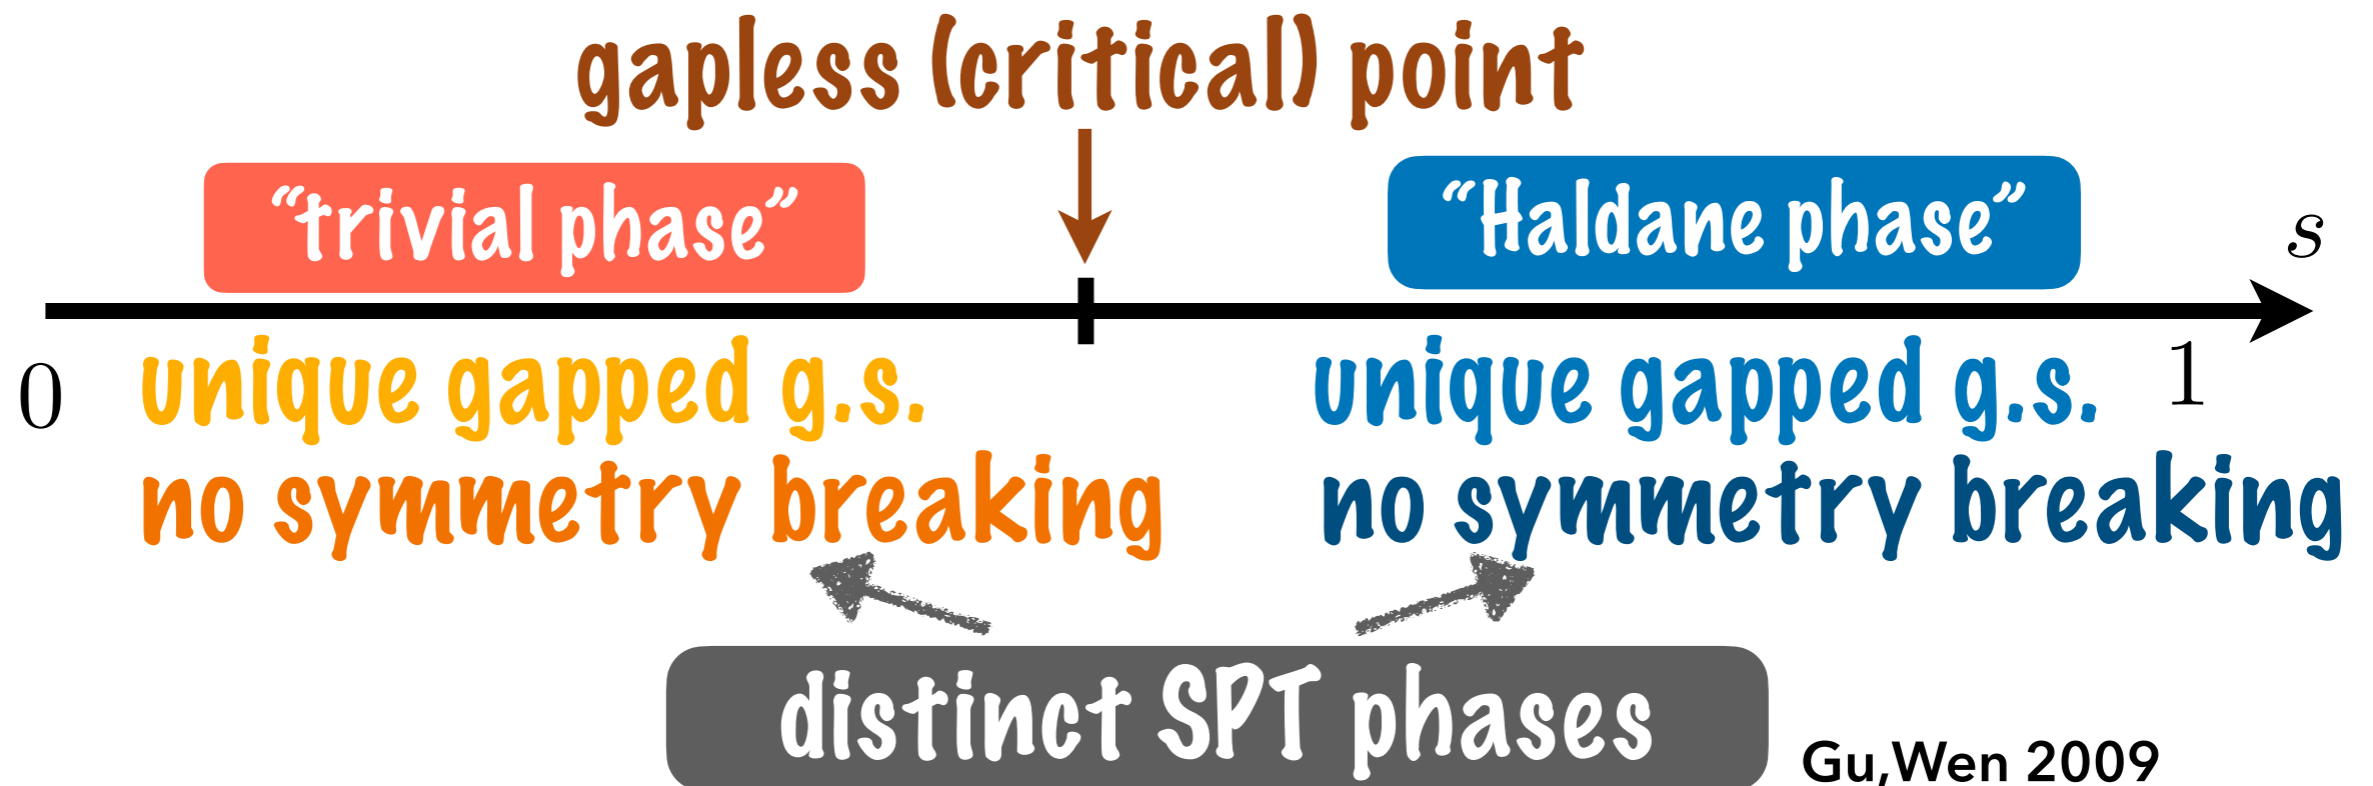 gapless (critical) point
“trivial phase”
“Haldane phase”
s
0
unique gapped g.s.
no symmetry breaking
unique gapped g.s.
1
no symmetry breaking
distinct SPT phases
Gu,Wen 2009